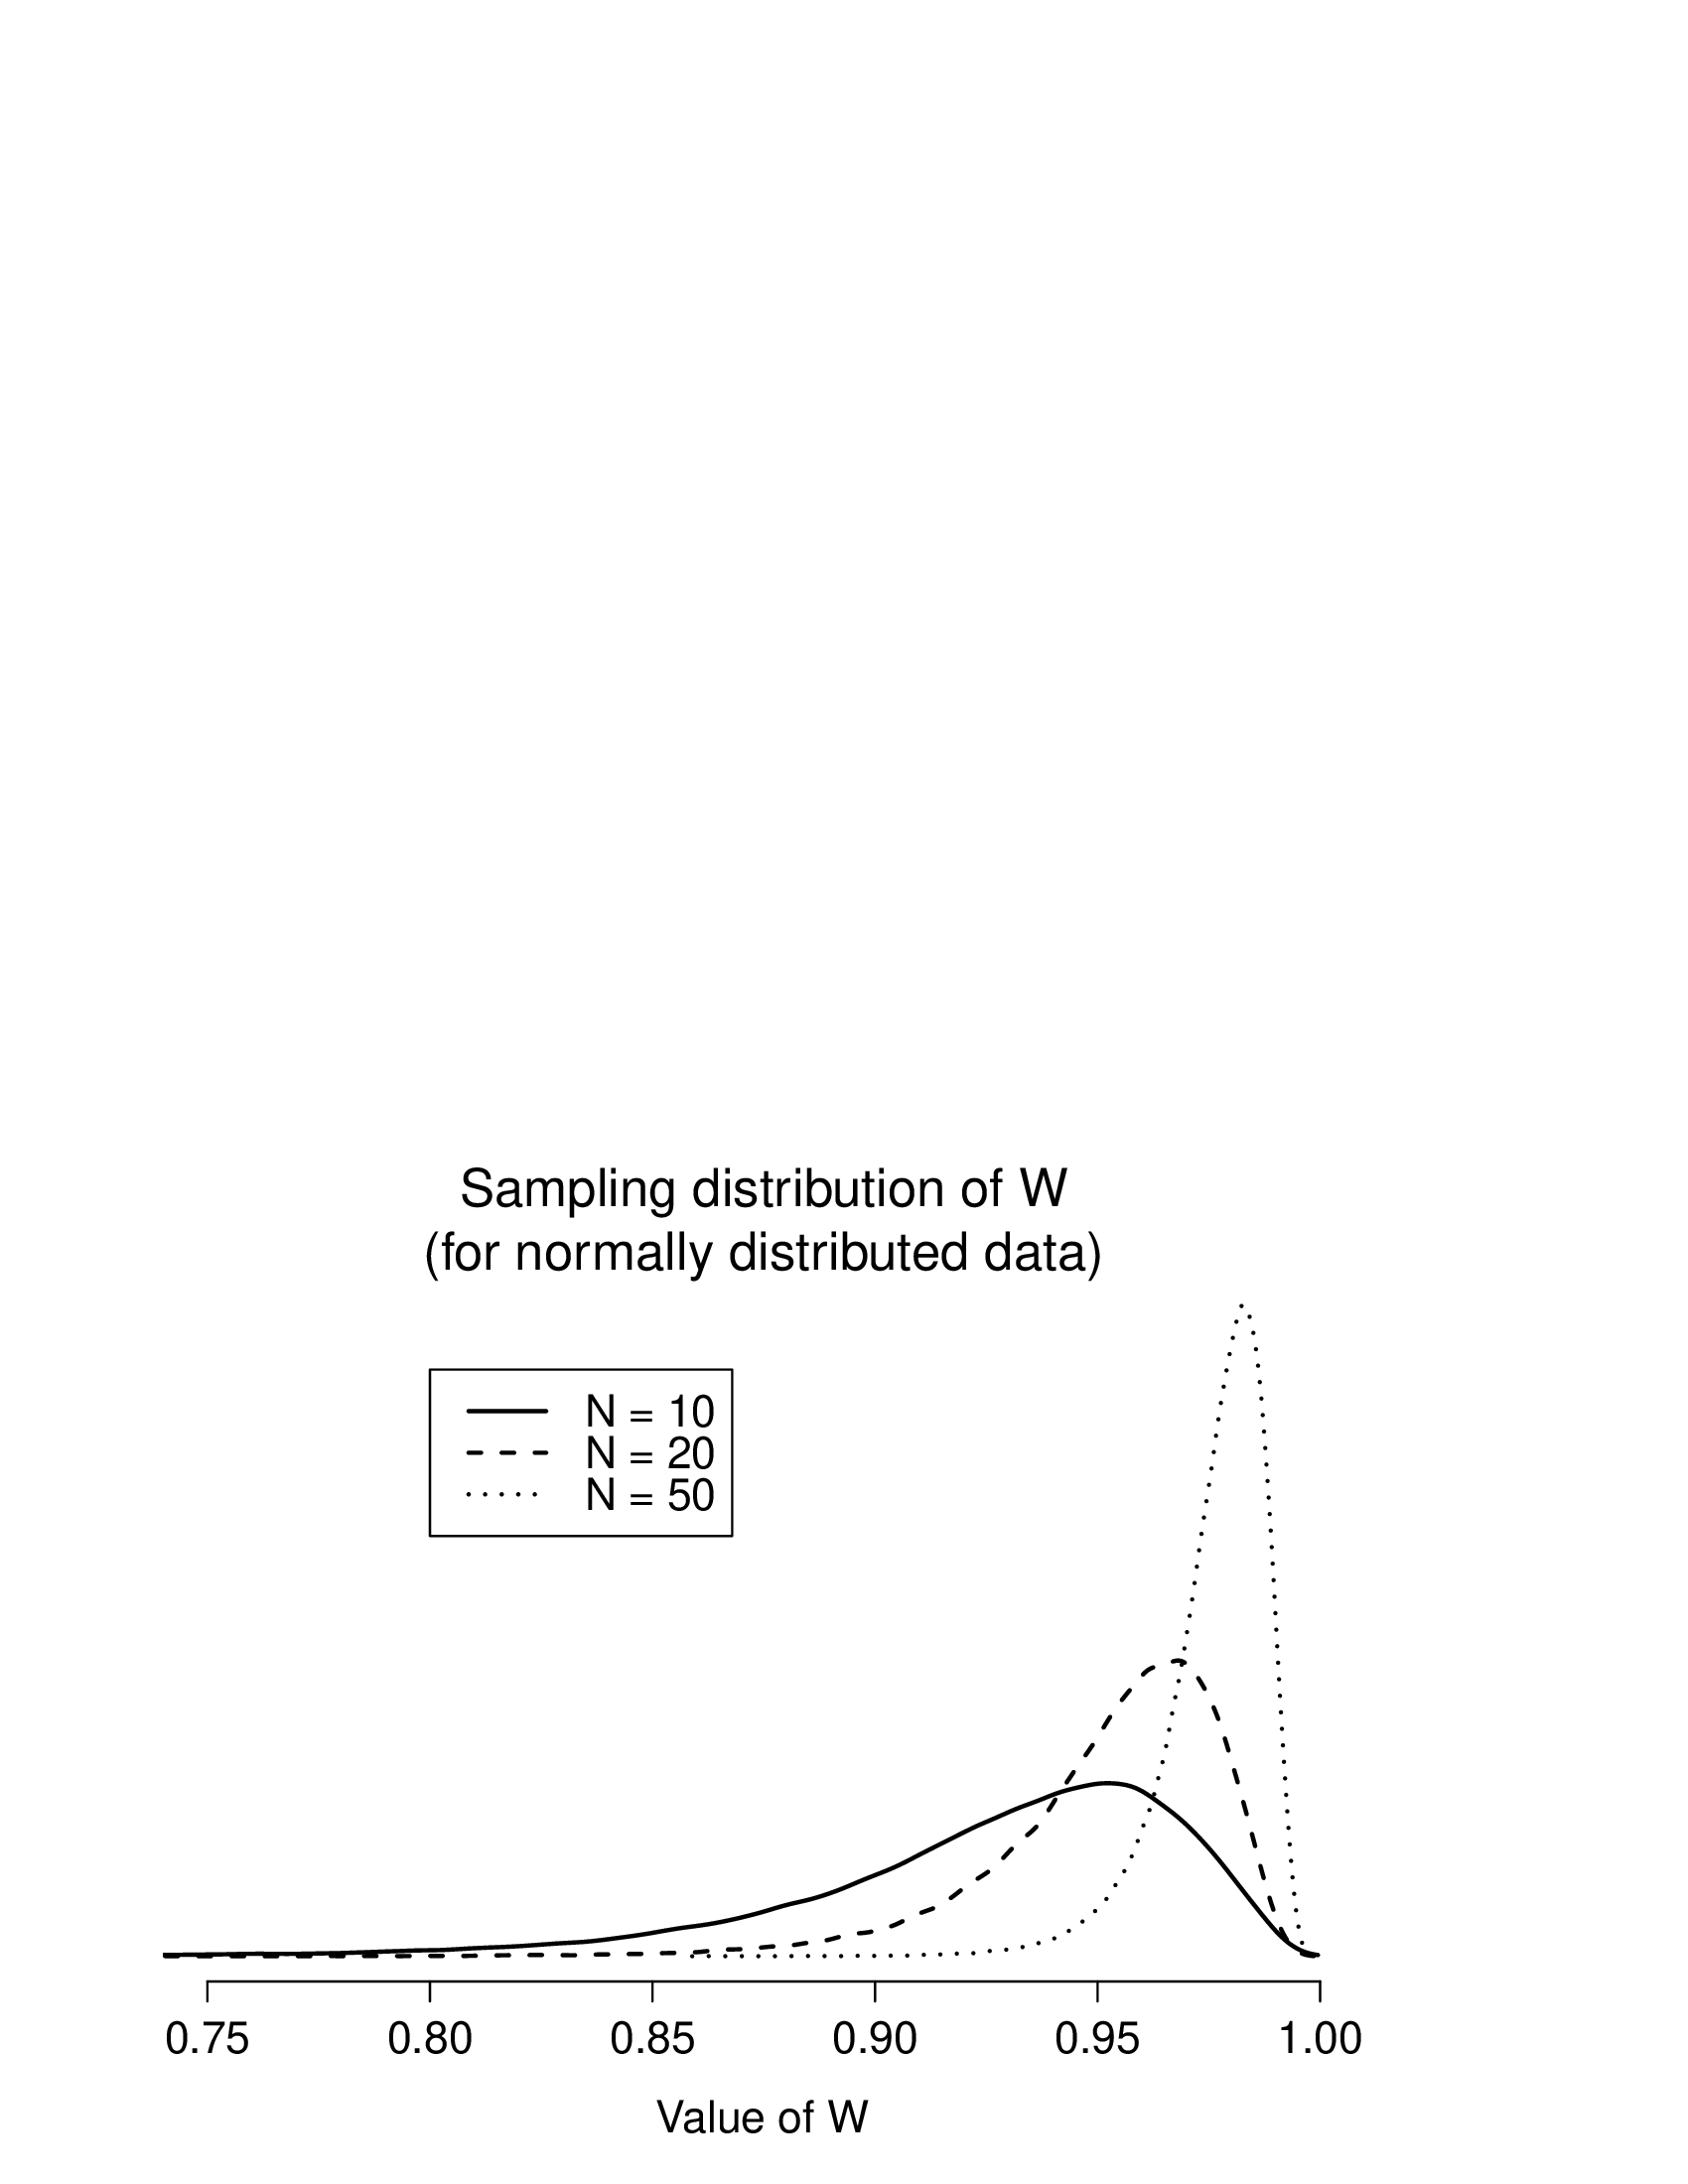 Sampling distribution of W
(for normally distributed data)
N = 10
N = 20
N = 50
0.75 0.80 0.85 0.90 0.95 1.00
Value of W